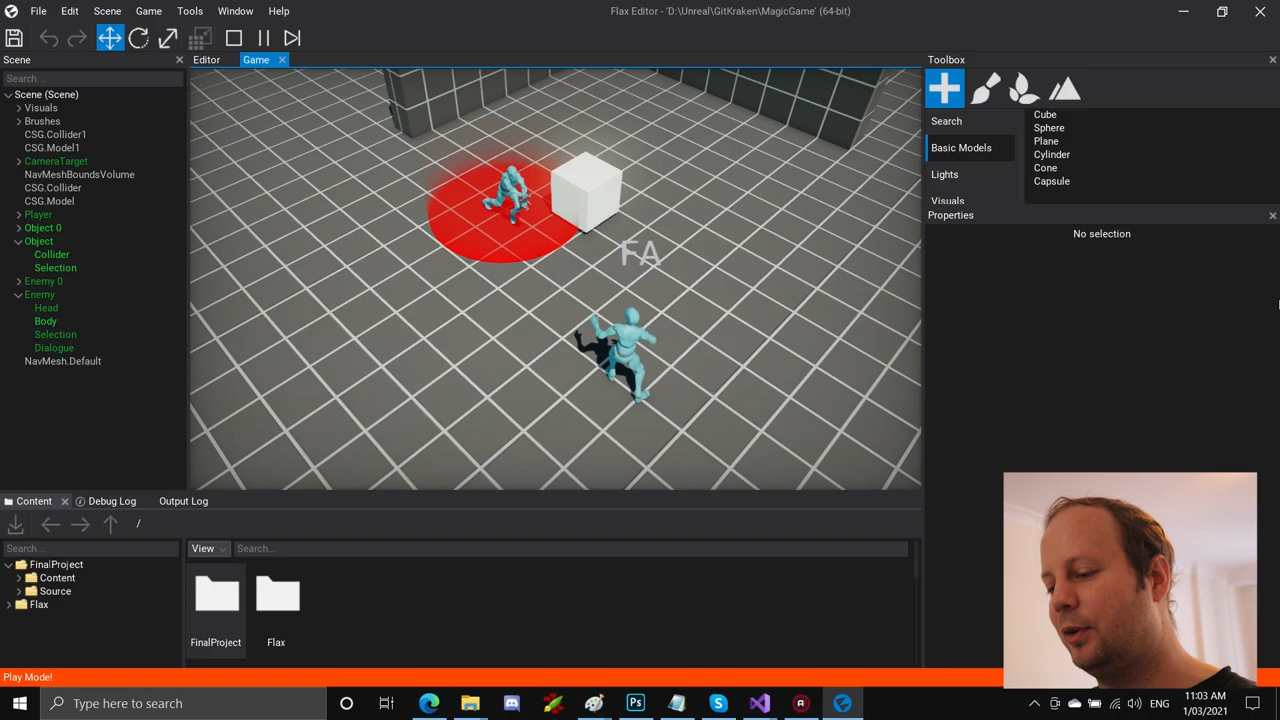 File Edit Scene Game Tools Window Help
Flax Editor - 'D:\Unreal\GitKraken\MagicGame' (64-bit)
Scene
Search...
Scene (Scene)
Visuals
Brushes
CSG.Collider1
CSG.Model1
CameraTarget
NavMeshBoundsVolume
CSG.Collider
CSG.Model
Player
Object 0
Object
Collider
Selection
Enemy 0
Enemy
Head
Body
Selection
Dialogue
NavMesh.Default
Editor Game
FA
Toolbox
Search
Basic Models
Lights
Visuals
Cube
Sphere
Plane
Cylinder
Cone
Capsule
Properties
No selection
Content Debug Log Output Log
/
Search...
View Search...
FinalProject
Content
Source
Flax
FinalProject Flax
Play Mode!
Type here to search
Ps
11:03 AM
1/03/2021